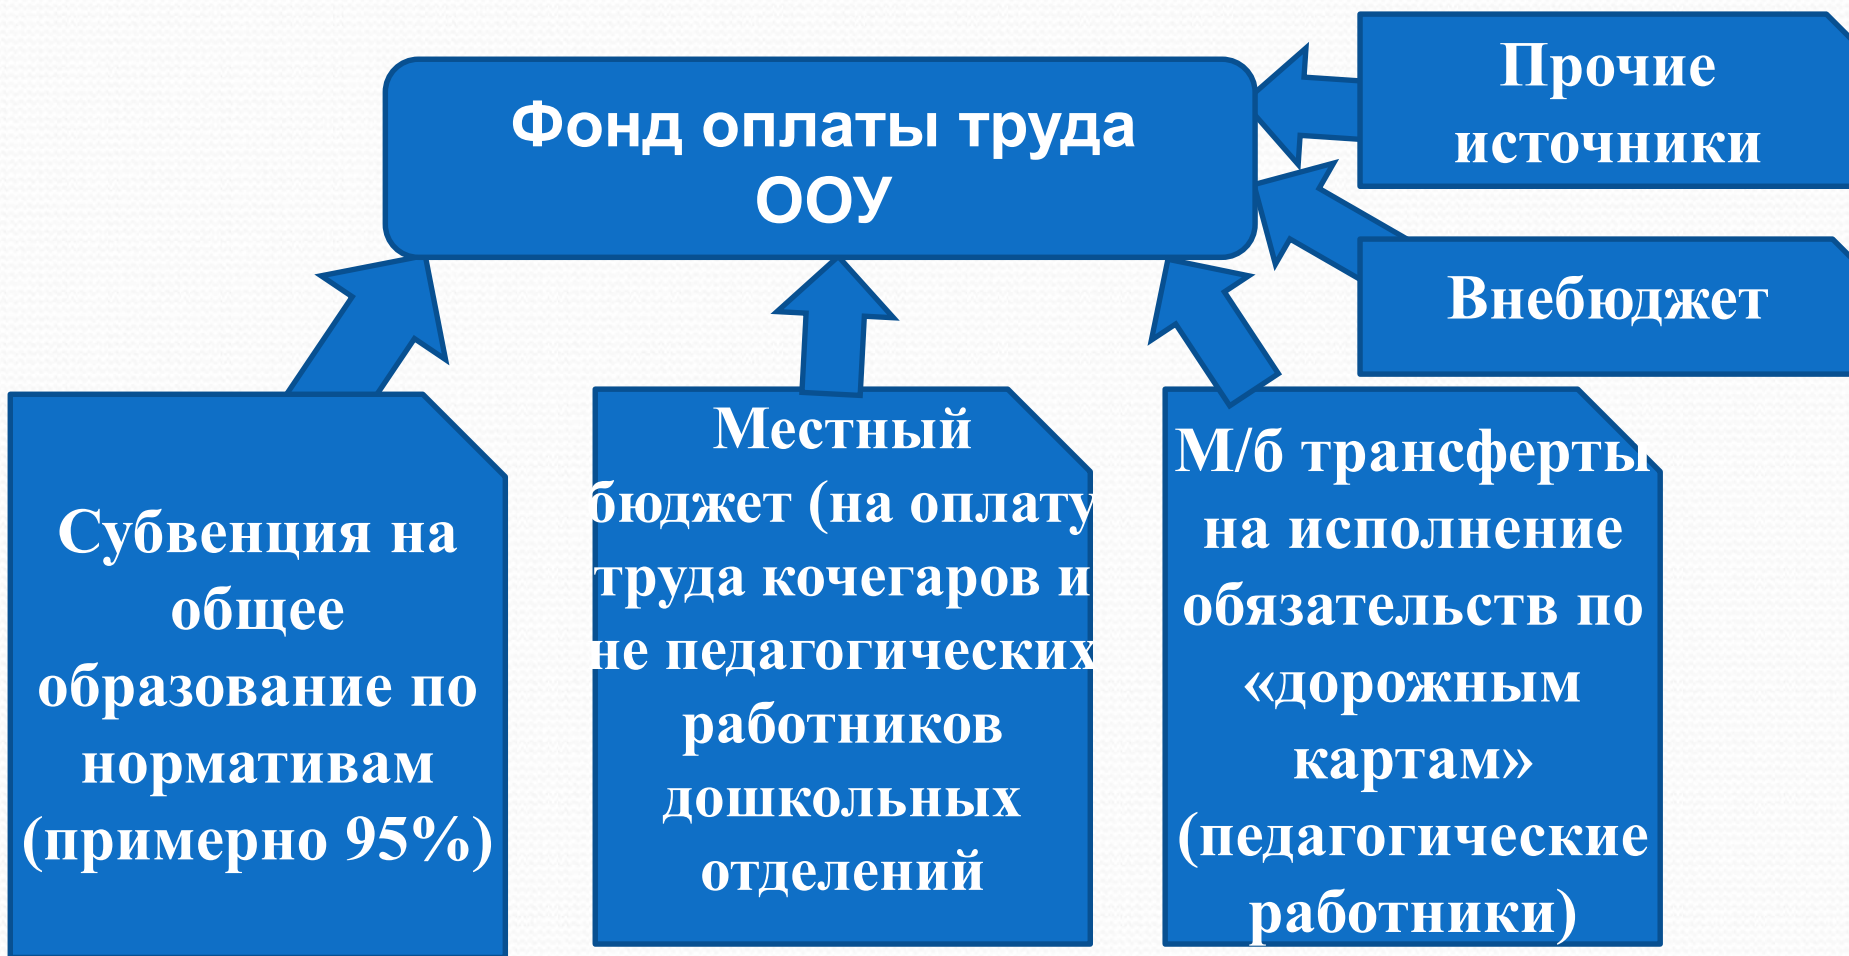 Фонд оплаты труда
ООУ
Прочие
источники
Внебюджет
Субвенция на
общее
образование по
нормативам
(примерно 95%)
Местный
бюджет (на оплату
труда кочегаров и
не педагогических
работников
дошкольных
отделений
М/б трансферты
на исполнение
обязательств по
«дорожным
картам»
(педагогические
работники)